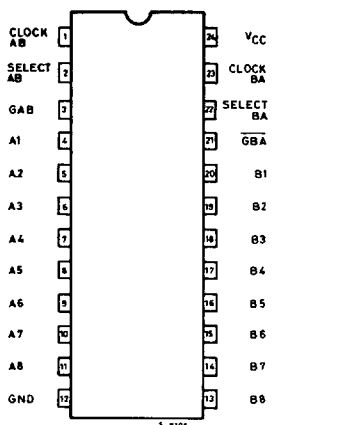 CLOCK AB 1 24 VCC
SELECT AB 2 23 CLOCK BA
GAB 3 22 SELECT BA
A1 4 21 GBA
A2 5 20 B1
A3 6 19 B2
A4 7 18 B3
A5 8 17 B4
A6 9 16 B5
A7 10 15 B6
A8 11 14 B7
GND 12 13 B8